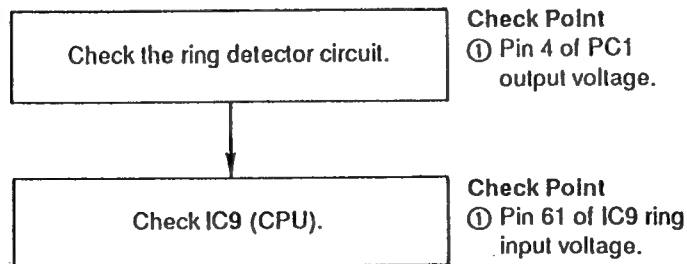 Check the ring detector circuit.
Check Point
① Pin 4 of PC1
output voltage.
Check IC9 (CPU).
Check Point
① Pin 61 of IC9 ring
input voltage.